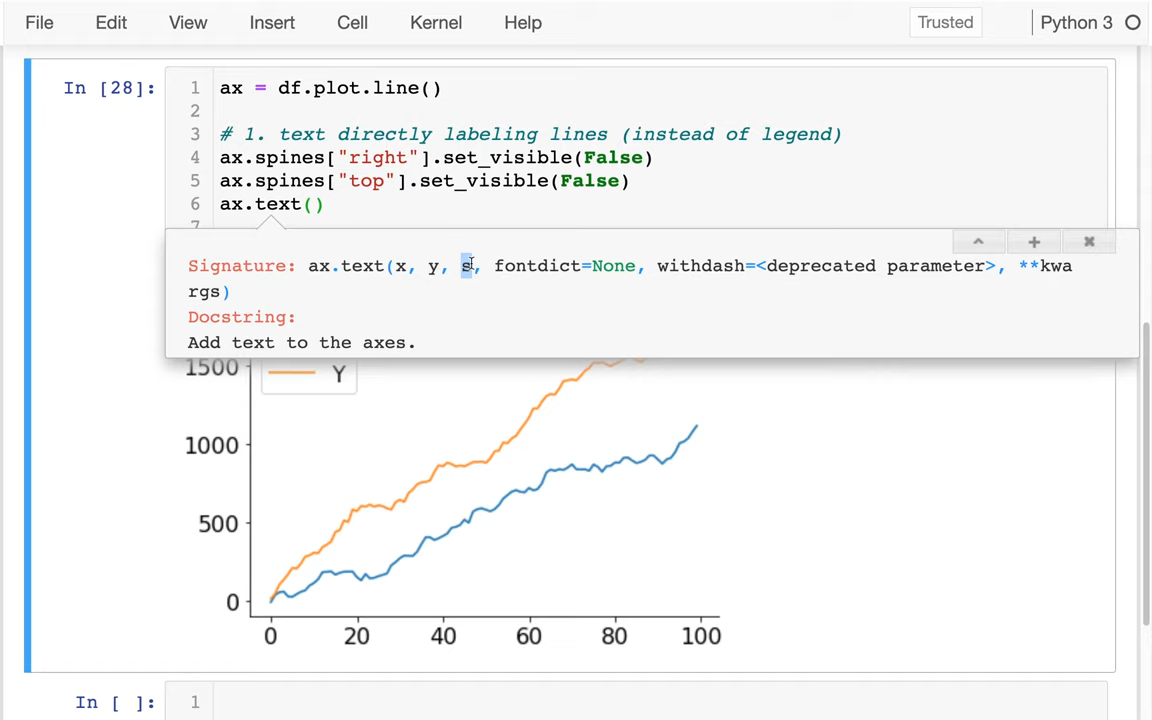 File Edit View Insert Cell Kernel Help Trusted Python 3
In [28]:
1 ax = df.plot.line()
2
3 # 1. text directly labeling lines (instead of legend)
4 ax.spines["right"].set_visible(False)
5 ax.spines["top"].set_visible(False)
6 ax.text()
7
Signature: ax.text(x, y, s, fontdict=None, withdash=<deprecated parameter>, **kwa
rgs)
Docstring:
Add text to the axes.
1500
Y
1000
500
0
0 20 40 60 80 100
In [ ]: 1